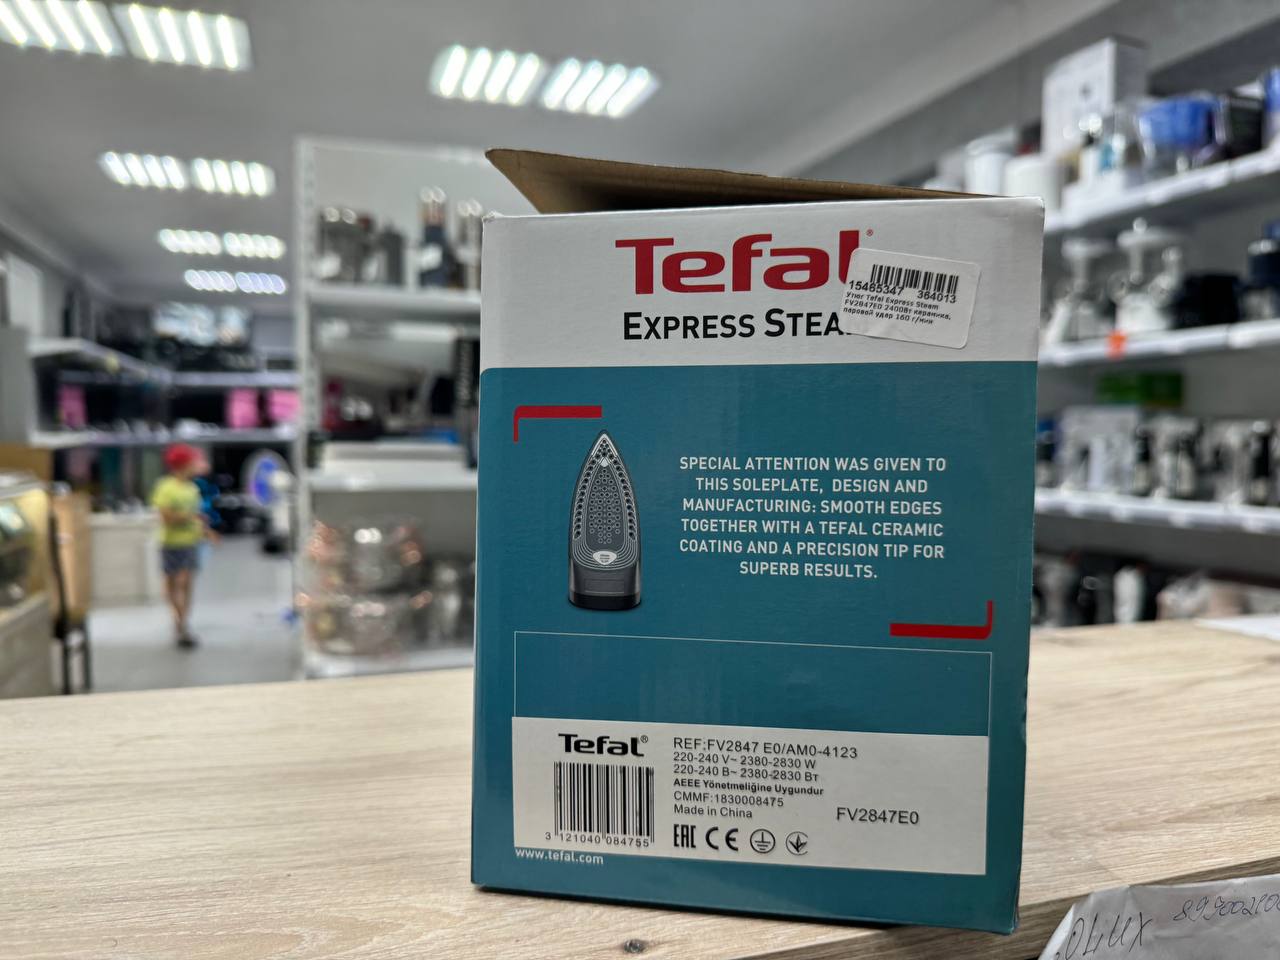 Tefal®
EXPRESS STEA
15465347 364013
Утюг Tefal Express Steam
FV2847E0 2400Вт керамика,
паровой удар 160 г/мин
SPECIAL ATTENTION WAS GIVEN TO
THIS SOLEPLATE, DESIGN AND
MANUFACTURING: SMOOTH EDGES
TOGETHER WITH A TEFAL CERAMIC
COATING AND A PRECISION TIP FOR
SUPERB RESULTS.
Tefal®
REF:FV2847 E0/AM0-4123
220-240 V~ 2380-2830 W
220-240 В~ 2380-2830 Вт
AEEE Yönetmeliğine Uygundur
CMMF:1830008475
Made in China
FV2847E0
3 121040 084755
EAC CE
www.tefal.com